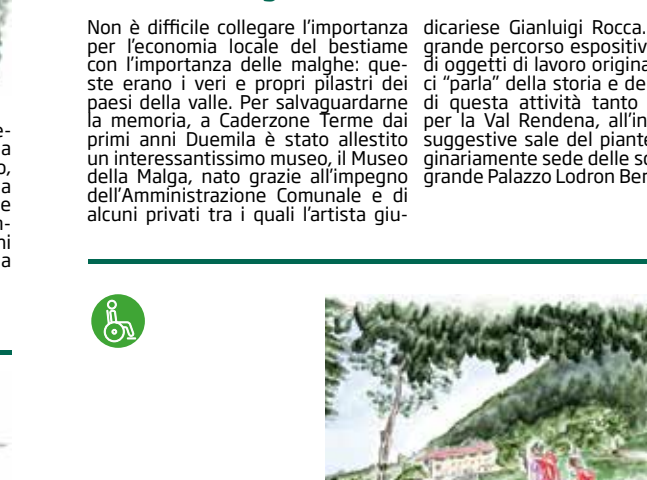 Non è difficile collegare l'importanza
per l'economia locale del bestiame
con l'importanza delle malghe: que-
ste erano i veri e propri pilastri dei
paesi della valle. Per salvaguardarne
la memoria, a Caderzone Terme dai
primi anni Duemila è stato allestito
un interessantissimo museo, il Museo
della Malga, nato grazie all'impegno
dell'Amministrazione Comunale e di
alcuni privati tra i quali l'artista giu-
dicariese Gianluigi Rocca.
grande percorso espositiv
di oggetti di lavoro origina
ci "parla" della storia e de
di questa attività tanto
per la Val Rendena, all'in
suggestive sale del piante
ginariamente sede delle sc
grande Palazzo Lodron Ber